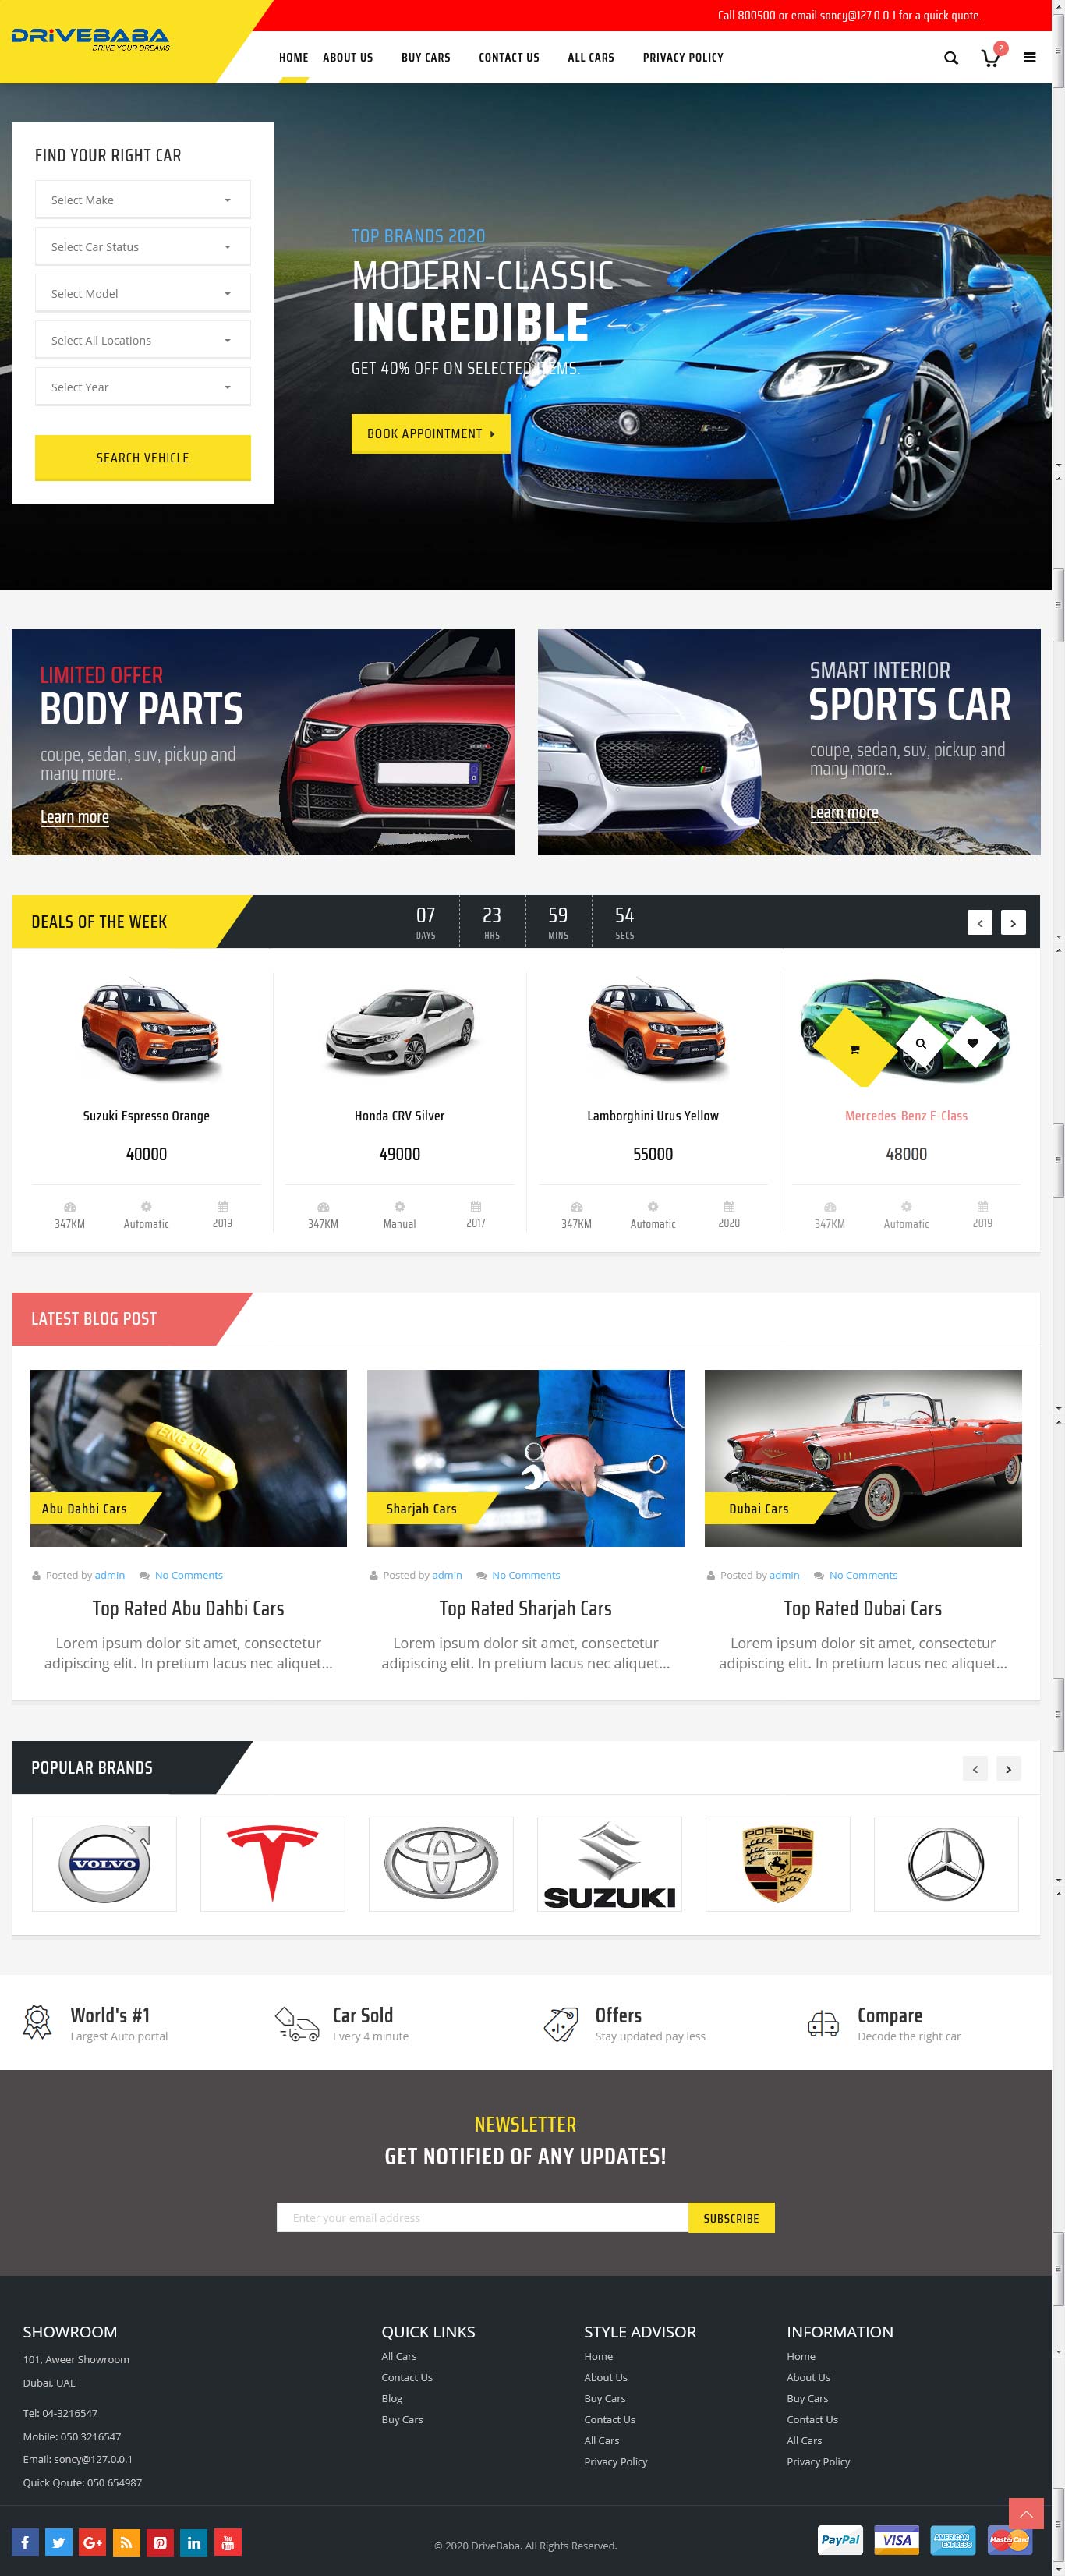 DRIVEBABA
DRIVE YOUR DREAMS
Call 800500 or email soncy@127.0.0.1 for a quick quote.
HOME ABOUT US BUY CARS CONTACT US ALL CARS PRIVACY POLICY
2
FIND YOUR RIGHT CAR
Select Make
Select Car Status
Select Model
Select All Locations
Select Year
SEARCH VEHICLE
TOP BRANDS 2020
MODERN-CLASSIC
INCREDIBLE
GET 40% OFF ON SELECTED ITEMS.
BOOK APPOINTMENT
LIMITED OFFER
BODY PARTS
coupe, sedan, suv, pickup and
many more..
Learn more
SMART INTERIOR
SPORTS CAR
coupe, sedan, suv, pickup and
many more..
Learn more
DEALS OF THE WEEK
07 23 59 54
DAYS HRS MINS SECS
Suzuki Espresso Orange
40000
347KM Automatic 2019
Honda CRV Silver
49000
347KM Manual 2017
Lamborghini Urus Yellow
55000
347KM Automatic 2020
Mercedes-Benz E-Class
48000
347KM Automatic 2019
LATEST BLOG POST
ENG OIL
Abu Dahbi Cars
Posted by admin No Comments
Top Rated Abu Dahbi Cars
Lorem ipsum dolor sit amet, consectetur
adipiscing elit. In pretium lacus nec aliquet...
Sharjah Cars
Posted by admin No Comments
Top Rated Sharjah Cars
Lorem ipsum dolor sit amet, consectetur
adipiscing elit. In pretium lacus nec aliquet...
Dubai Cars
Posted by admin No Comments
Top Rated Dubai Cars
Lorem ipsum dolor sit amet, consectetur
adipiscing elit. In pretium lacus nec aliquet...
POPULAR BRANDS
VOLVO
SUZUKI
PORSCHE
World's #1
Largest Auto portal
Car Sold
Every 4 minute
Offers
Stay updated pay less
Compare
Decode the right car
NEWSLETTER
GET NOTIFIED OF ANY UPDATES!
Enter your email address
SUBSCRIBE
SHOWROOM
101, Aweer Showroom
Dubai, UAE
Tel: 04-3216547
Mobile: 050 3216547
Email: soncy@127.0.0.1
Quick Qoute: 050 654987
QUICK LINKS
All Cars
Contact Us
Blog
Buy Cars
STYLE ADVISOR
Home
About Us
Buy Cars
Contact Us
All Cars
Privacy Policy
INFORMATION
Home
About Us
Buy Cars
Contact Us
All Cars
Privacy Policy
© 2020 DriveBaba. All Rights Reserved.
PayPal
VISA
AMERICAN EXPRESS
MasterCard